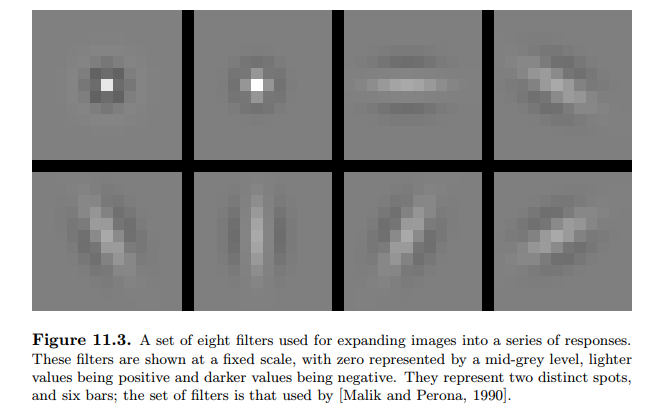 Figure 11.3. A set of eight filters used for expanding images into a series of responses.
These filters are shown at a fixed scale, with zero represented by a mid-grey level, lighter
values being positive and darker values being negative. They represent two distinct spots,
and six bars; the set of filters is that used by [Malik and Perona, 1990].